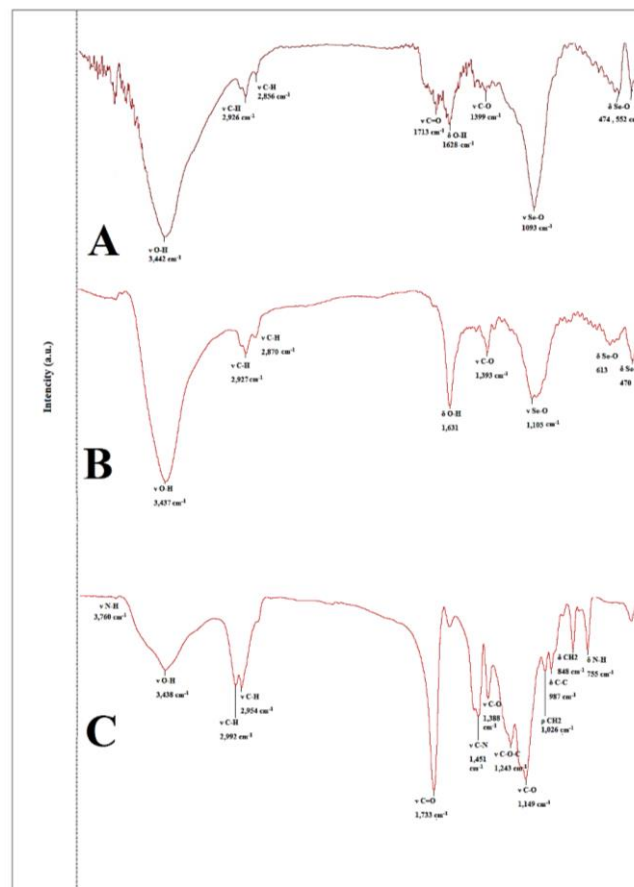 Intencity (a.u.)
A
ν O-H
3,442 cm-1
ν C-H
2,926 cm-1
ν C-H
2,856 cm-1
ν C=O
1713 cm-1
δ O-H
1628 cm-1
ν C-O
1399 cm-1
ν Se-O
1093 cm-1
δ Se-O
474 , 552 cm
B
ν O-H
3,437 cm-1
ν C-H
2,927 cm-1
ν C-H
2,870 cm-1
δ O-H
1,631
ν C-O
1,393 cm-1
ν Se-O
1,105 cm-1
δ Se-O
613
δ Se-
470
C
ν N-H
3,760 cm-1
ν O-H
3,438 cm-1
ν C-H
2,992 cm-1
ν C-H
2,954 cm-1
ν C=O
1,733 cm-1
ν C-N
1,451
cm-1
ν C-O
1,388
cm-1
ν C-O-C
1,243 cm-1
ν C-O
1,149 cm-1
ρ CH2
1,026 cm-1
δ C-C
987 cm-1
δ CH2
848 cm-1
δ N-H
755 cm-1